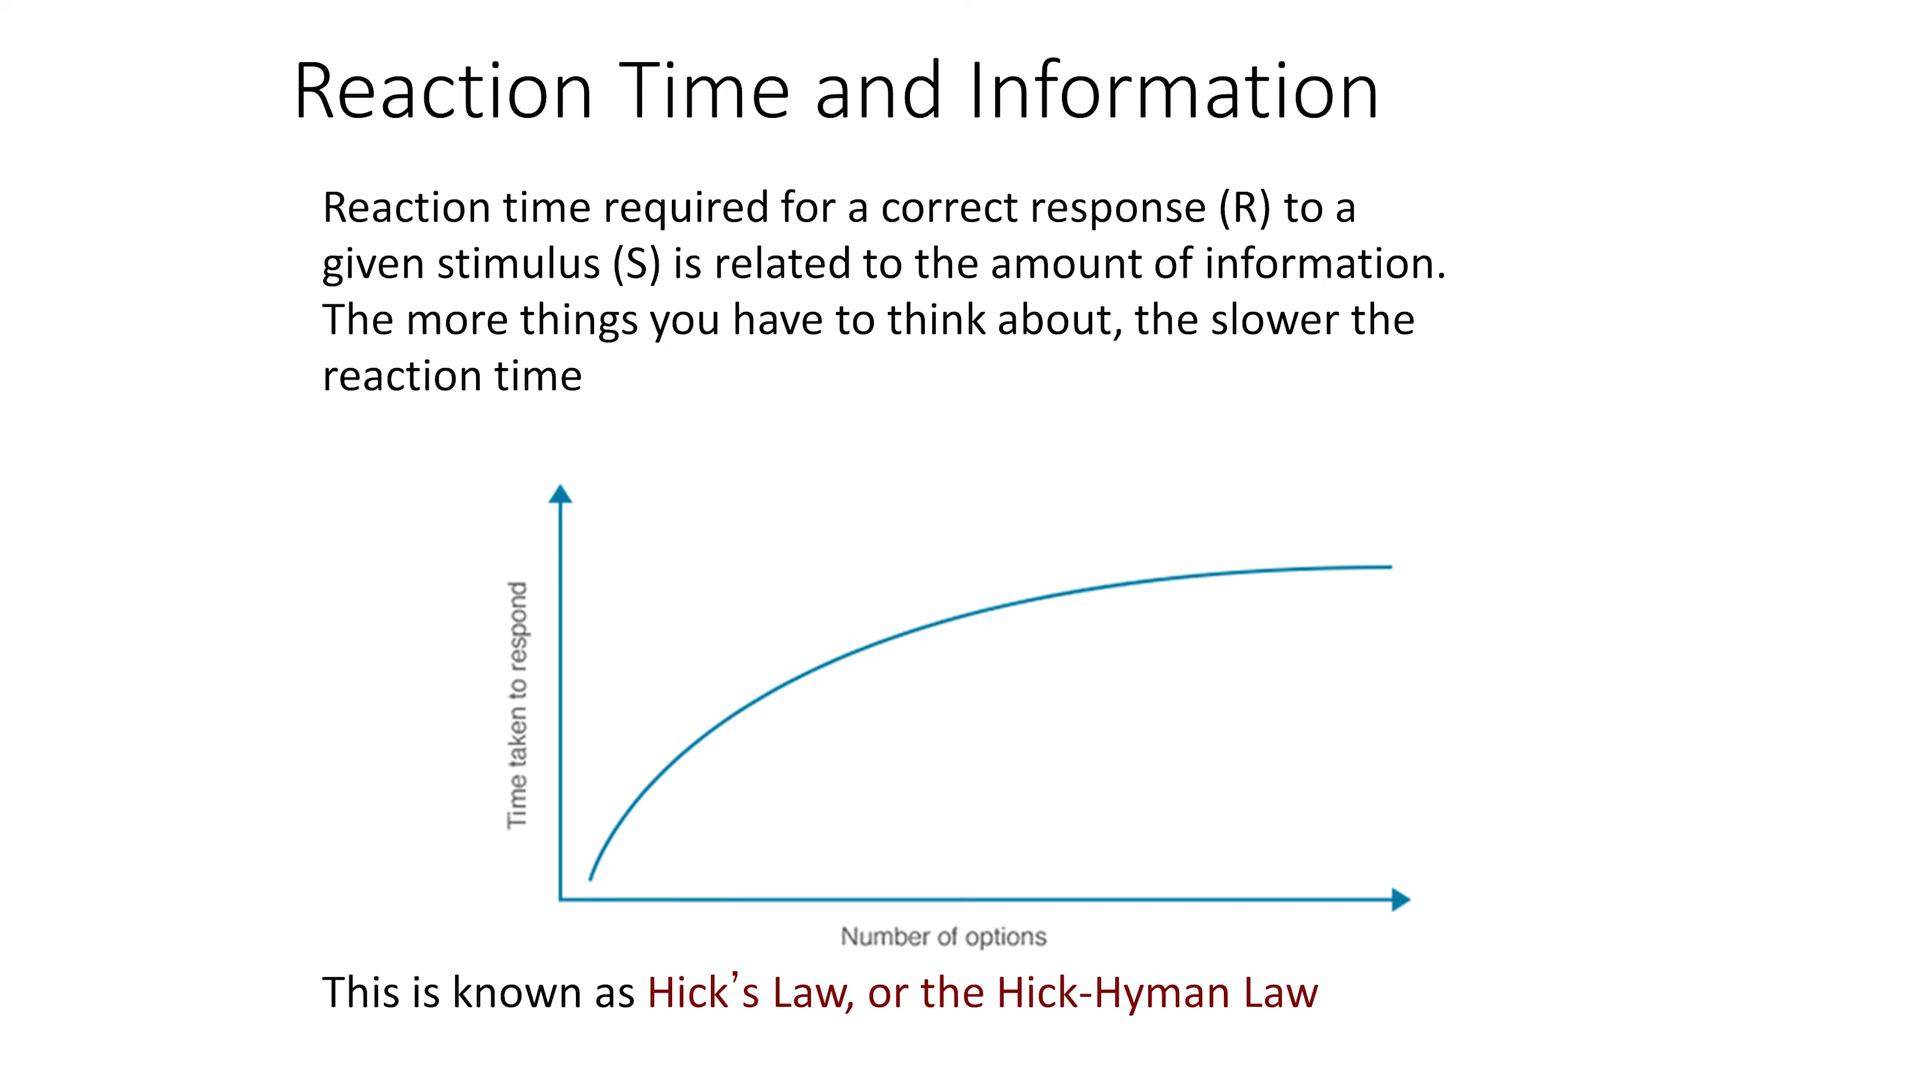 Reaction Time and Information
Reaction time required for a correct response (R) to a
given stimulus (S) is related to the amount of information.
The more things you have to think about, the slower the
reaction time
Time taken to respond
Number of options
This is known as Hick’s Law, or the Hick-Hyman Law